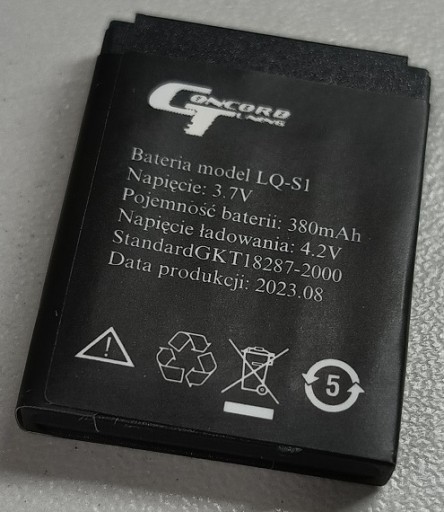 CONCORD
TUNING
Bateria model LQ-S1
Napięcie: 3.7V
Pojemność baterii: 380mAh
Napięcie ładowania: 4.2V
StandardGKT18287-2000
Data produkcji: 2023.08
5